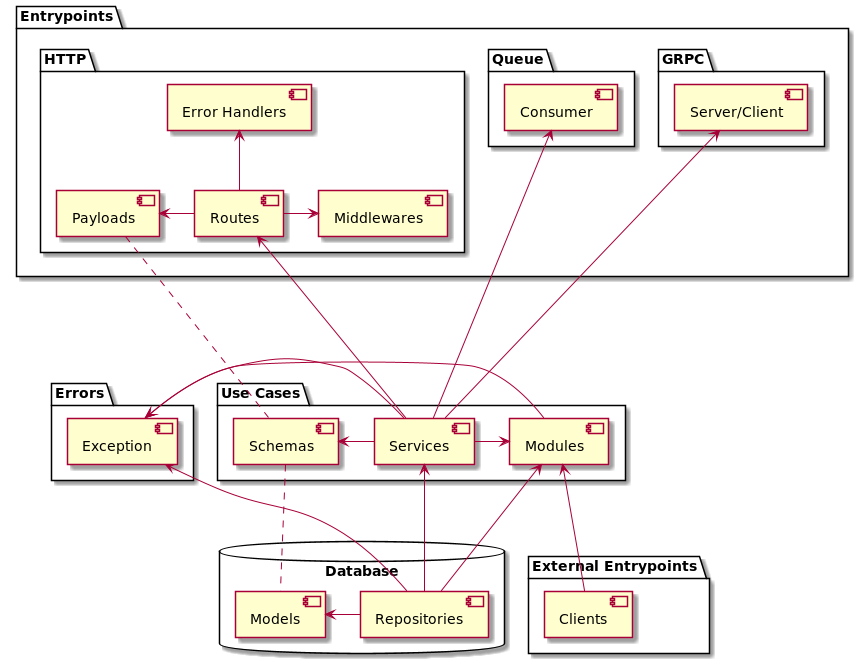 Entrypoints
HTTP
Queue
GRPC
Error Handlers
Consumer
Server/Client
Payloads
Routes
Middlewares
Errors
Use Cases
Exception
Schemas
Services
Modules
Database
External Entrypoints
Models
Repositories
Clients